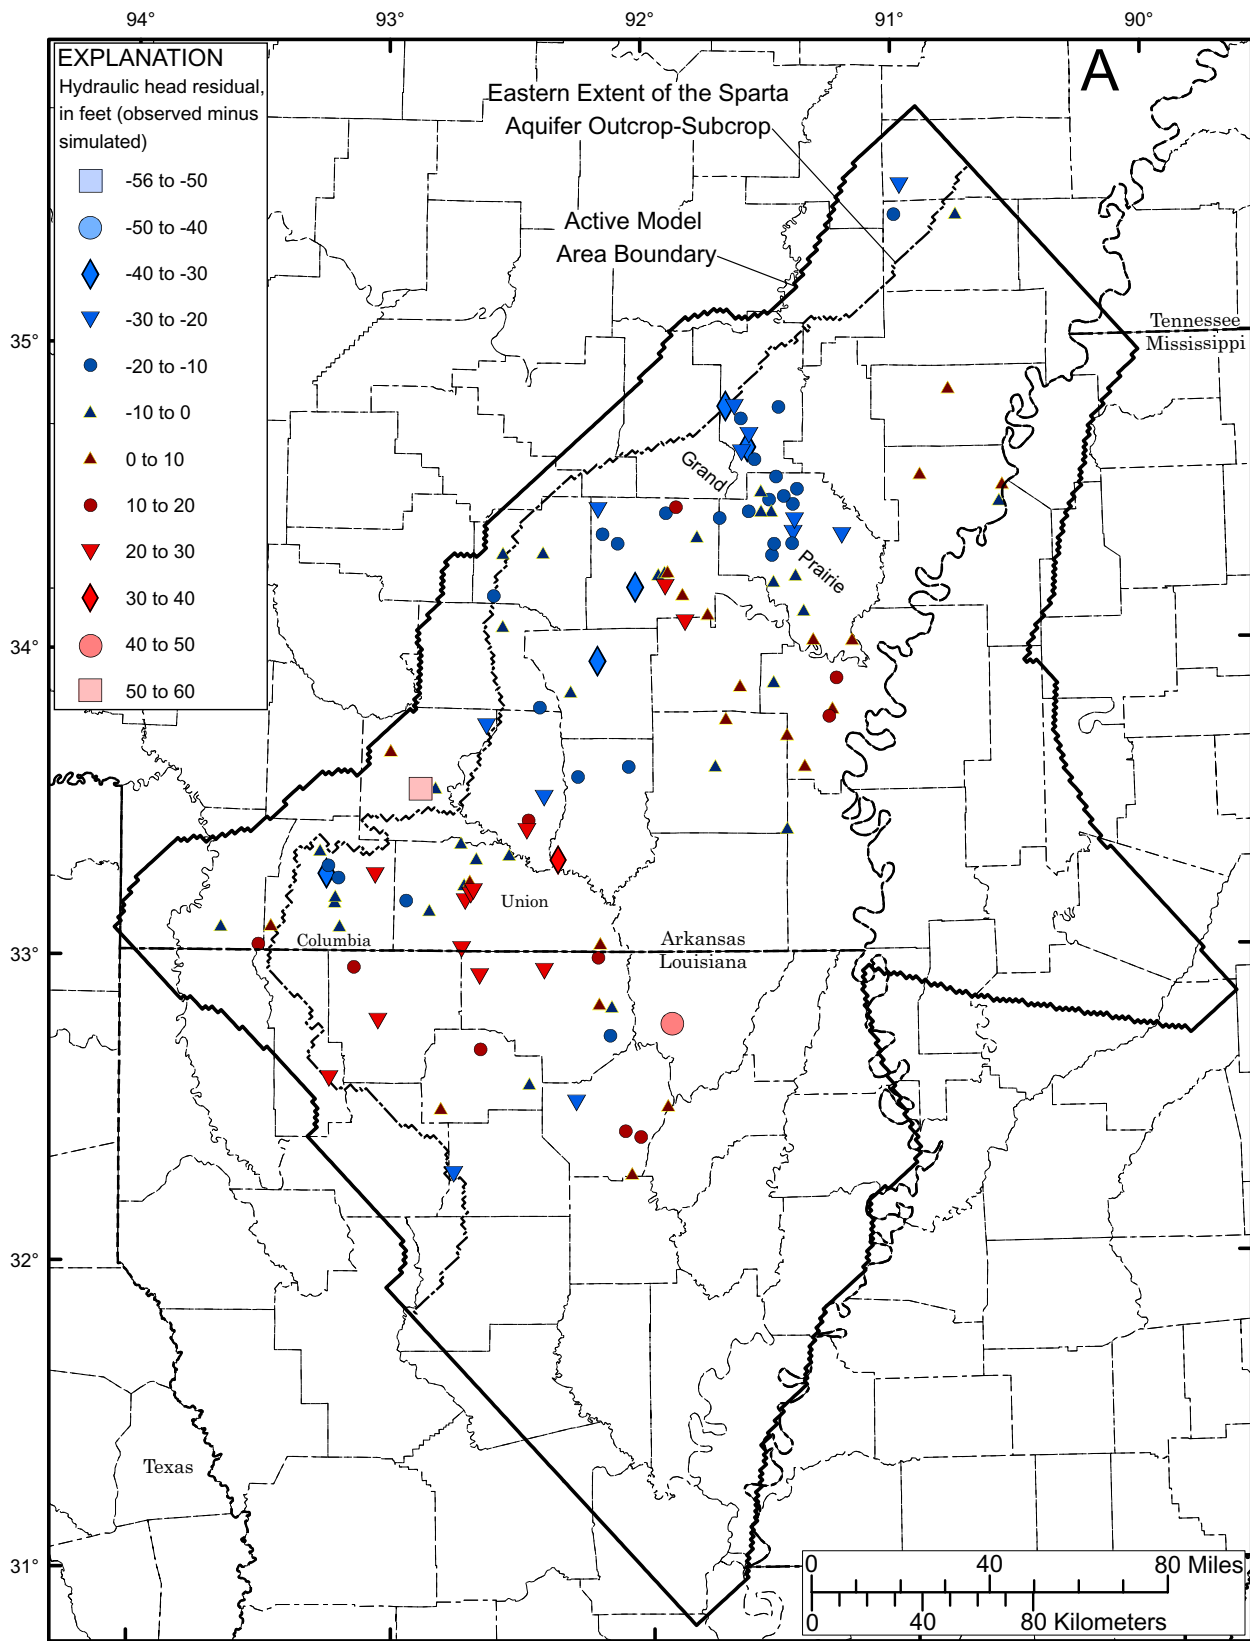 94° 93° 92° 91° 90°
A
EXPLANATION
Hydraulic head residual,
in feet (observed minus
simulated)
-56 to -50
-50 to -40
-40 to -30
-30 to -20
-20 to -10
-10 to 0
0 to 10
10 to 20
20 to 30
30 to 40
40 to 50
50 to 60
Eastern Extent of the Sparta
Aquifer Outcrop-Subcrop
Active Model
Area Boundary
Tennessee
Mississippi
35°
Grand
Prairie
34°
Union
Columbia
Arkansas
Louisiana
33°
32°
Texas
31°
0 40 80 Miles
0 40 80 Kilometers
93° 92° 91°